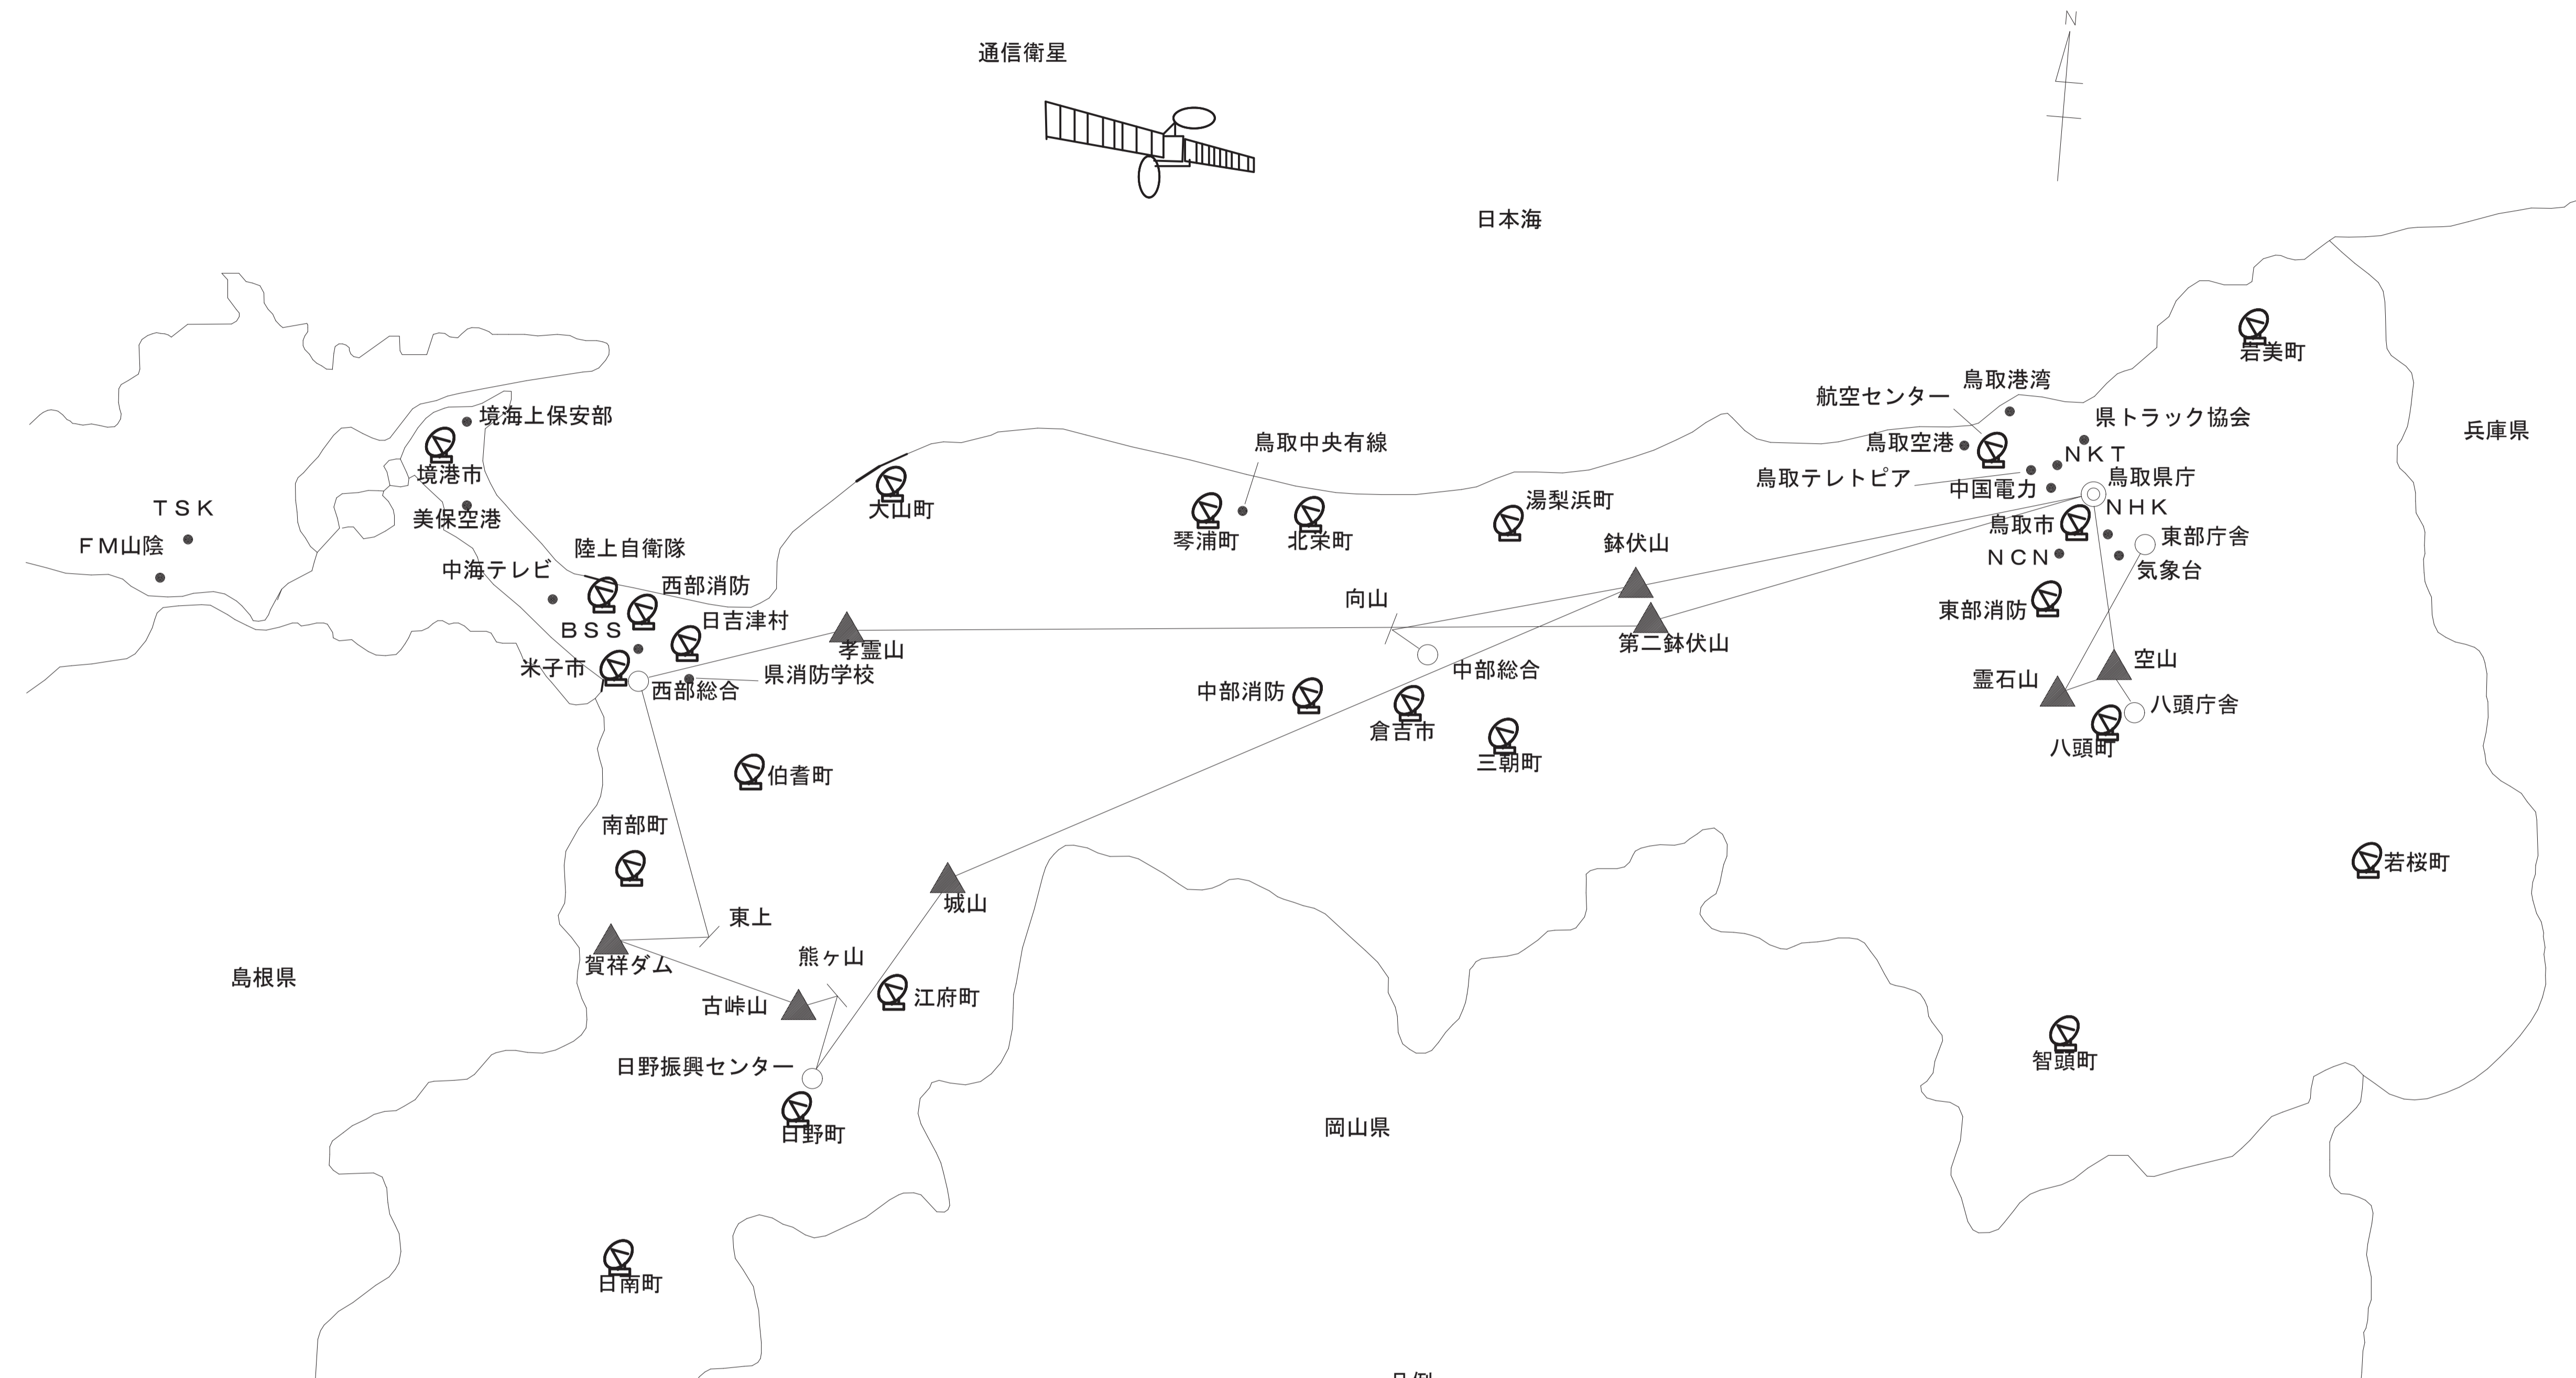 N
通信衛星
日本海
岩美町
鳥取港湾
航空センター
境海上保安部
県トラック協会
兵庫県
鳥取中央有線
鳥取空港
NKT
境港市
鳥取テレトピア
鳥取県庁
中国電力
湯梨浜町
TSK
大山町
NHK
美保空港
鳥取市
東部庁舎
琴浦町
北栄町
FM山陰
陸上自衛隊
鉢伏山
NCN
気象台
中海テレビ
西部消防
向山
東部消防
日吉津村
BSS
孝霊山
第二鉢伏山
空山
米子市
県消防学校
中部総合
霊石山
西部総合
中部消防
八頭庁舎
倉吉市
八頭町
三朝町
伯耆町
南部町
若桜町
城山
東上
熊ヶ山
賀祥ダム
島根県
江府町
古峠山
智頭町
日野振興センター
岡山県
日野町
日南町